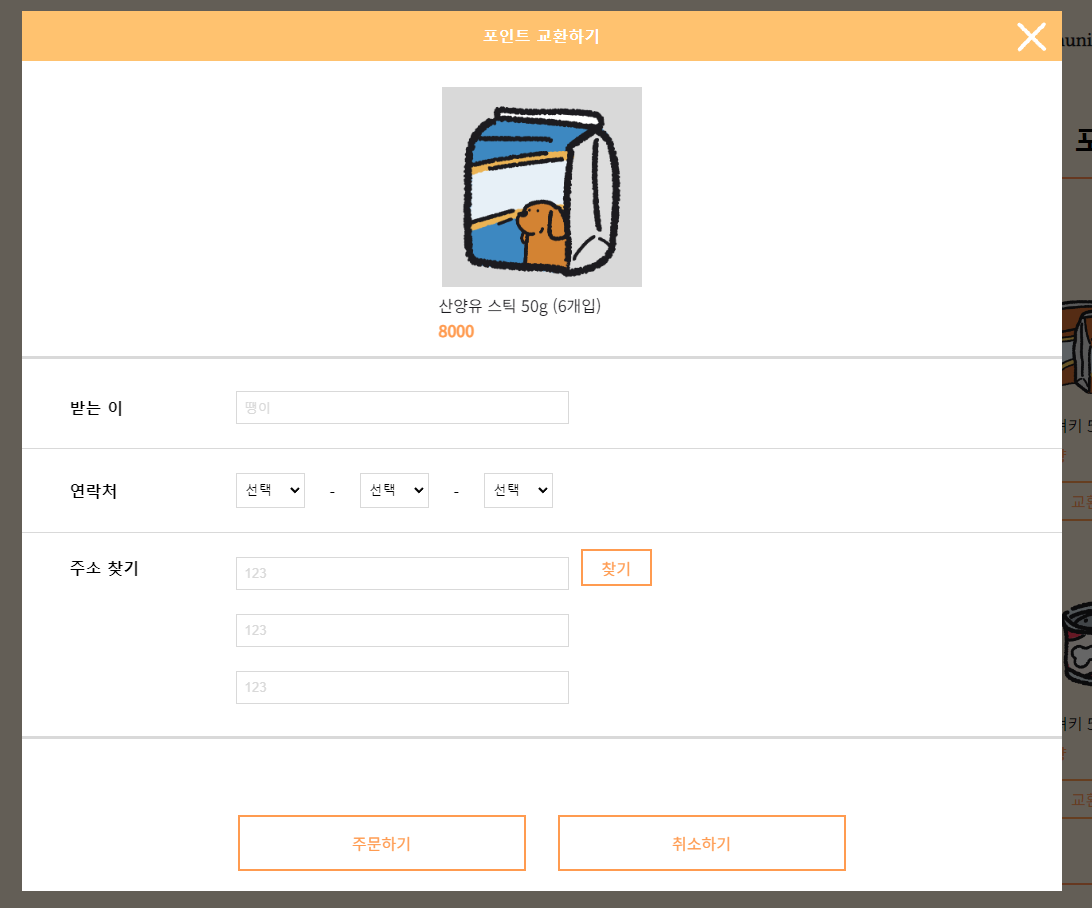 포인트 교환하기
산양유 스틱 50g (6개입)
8000
받는 이
땡이
연락처
선택 - 선택 - 선택
주소 찾기
123
찾기
123
123
주문하기
취소하기